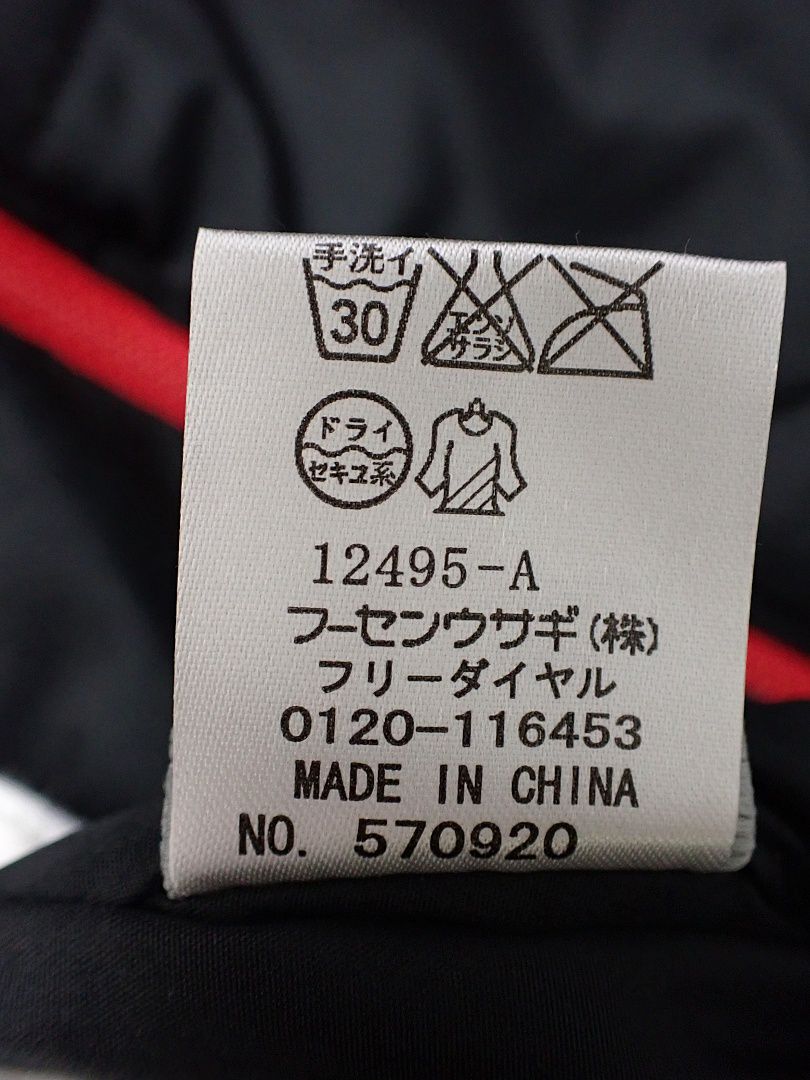 手洗イ
30
エンソ
サラシ
ドライ
セキユ系
12495-A
フーセンウサギ(株)
フリーダイヤル
0120-116453
MADE IN CHINA
NO. 570920